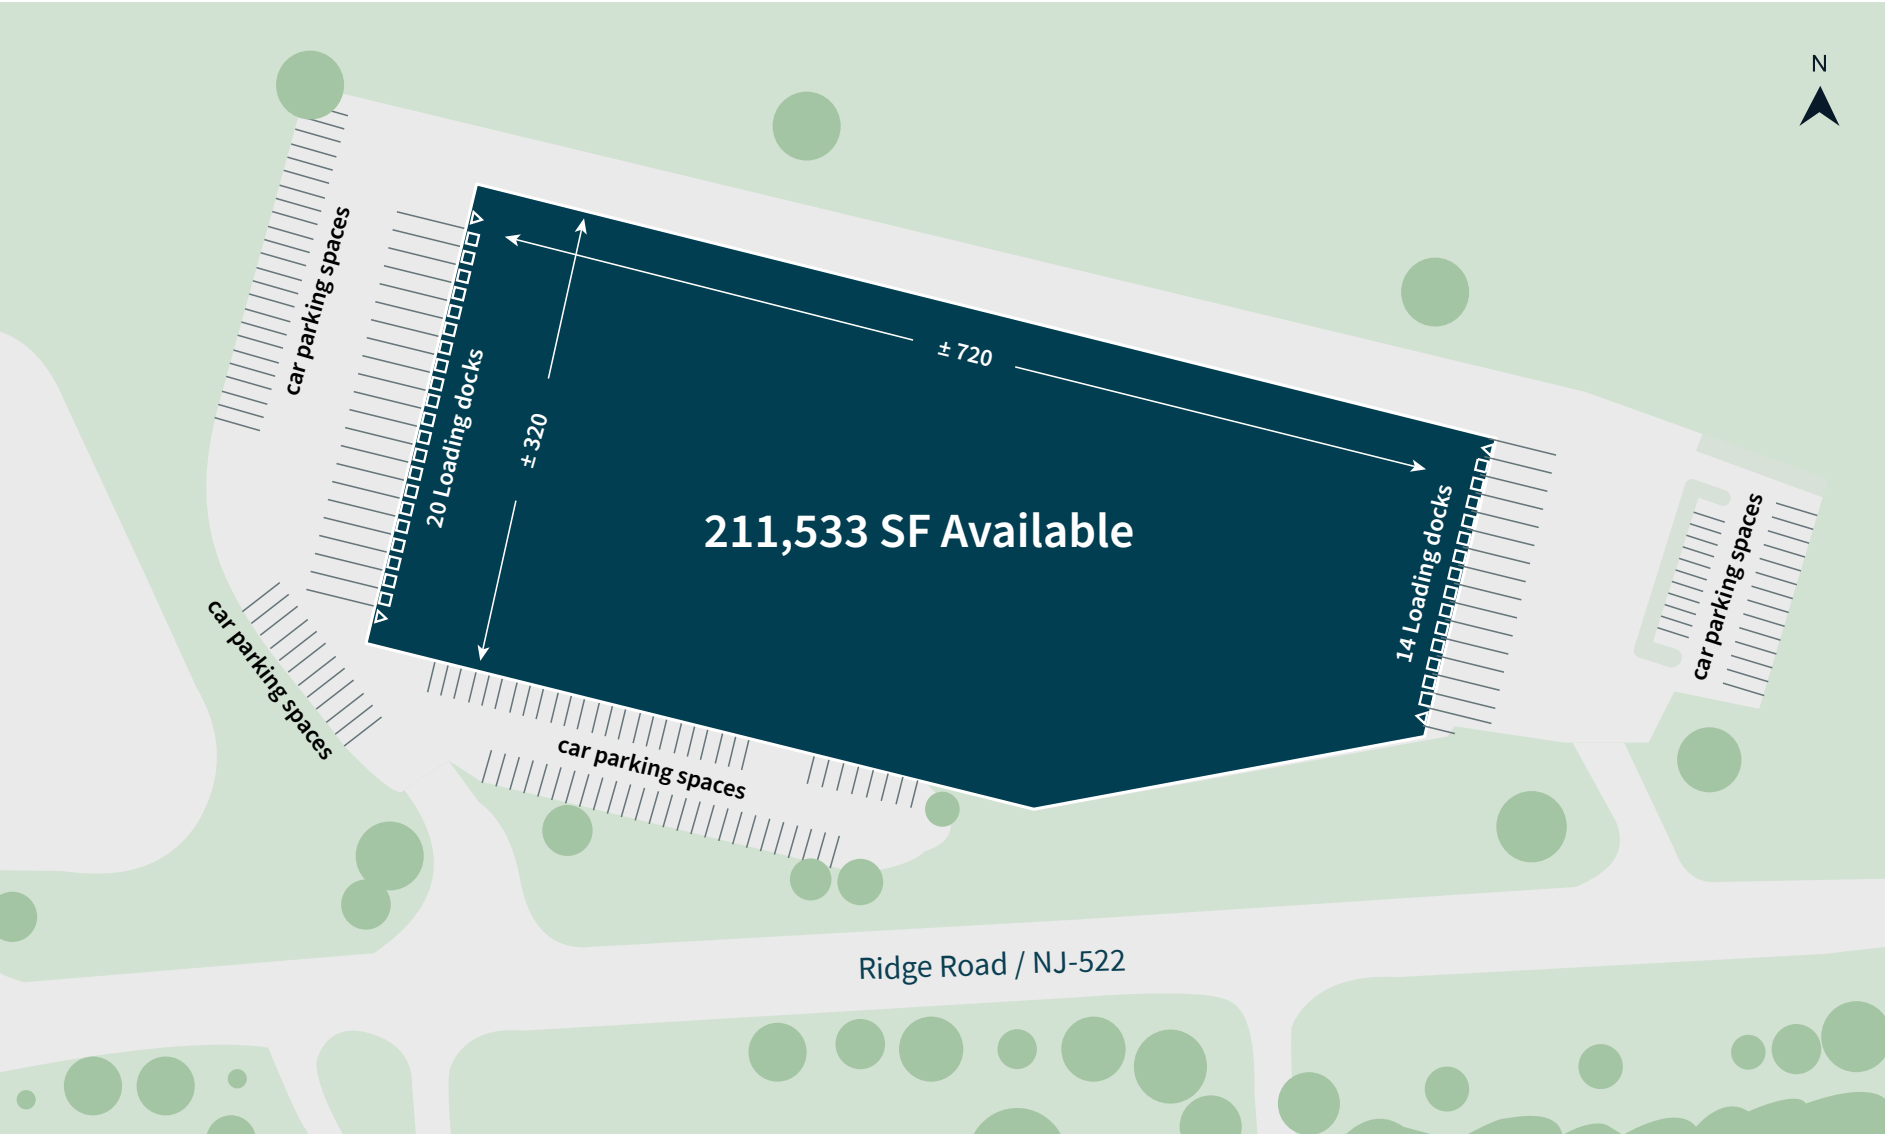 N
car parking spaces
20 Loading docks
± 320
± 720
211,533 SF Available
14 Loading docks
car parking spaces
car parking spaces
car parking spaces
Ridge Road / NJ-522